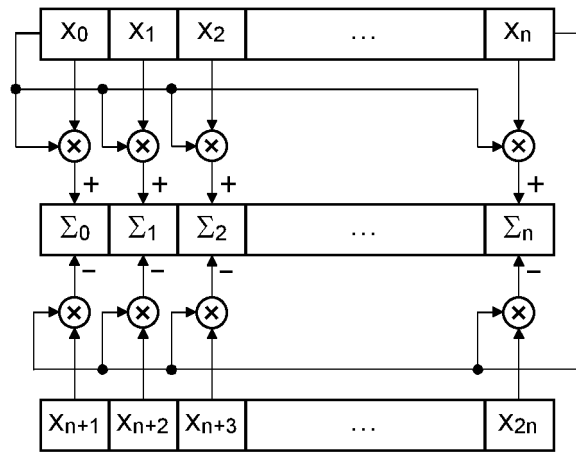 X₀ X₁ X₂ ... Xₙ
× × × ×
+ + + +
Σ₀ Σ₁ Σ₂ ... Σₙ
− − − −
× × × ×
Xₙ₊₁ Xₙ₊₂ Xₙ₊₃ ... X₂ₙ